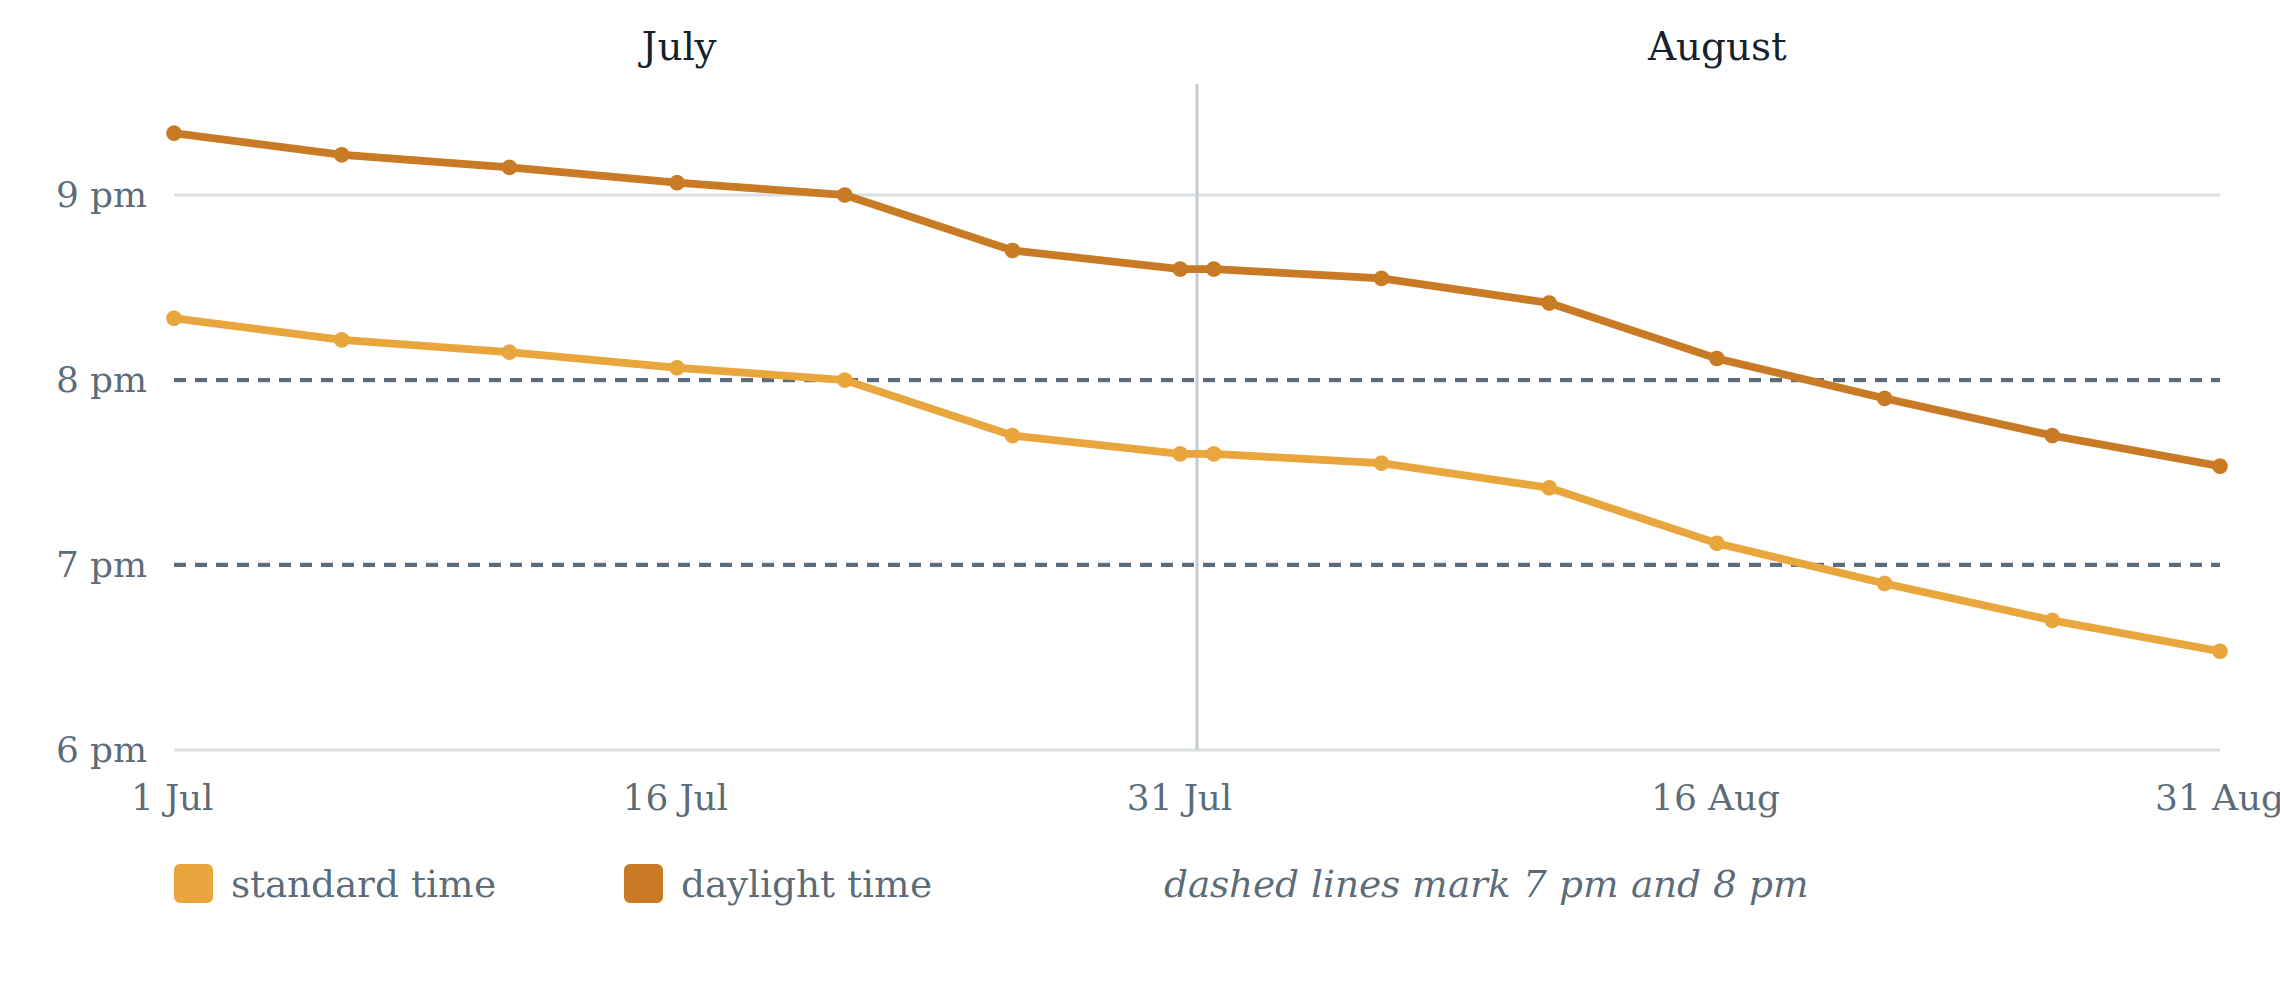 July August
9 pm
8 pm
7 pm
6 pm
1 Jul 16 Jul 31 Jul 16 Aug 31 Aug
standard time daylight time dashed lines mark 7 pm and 8 pm